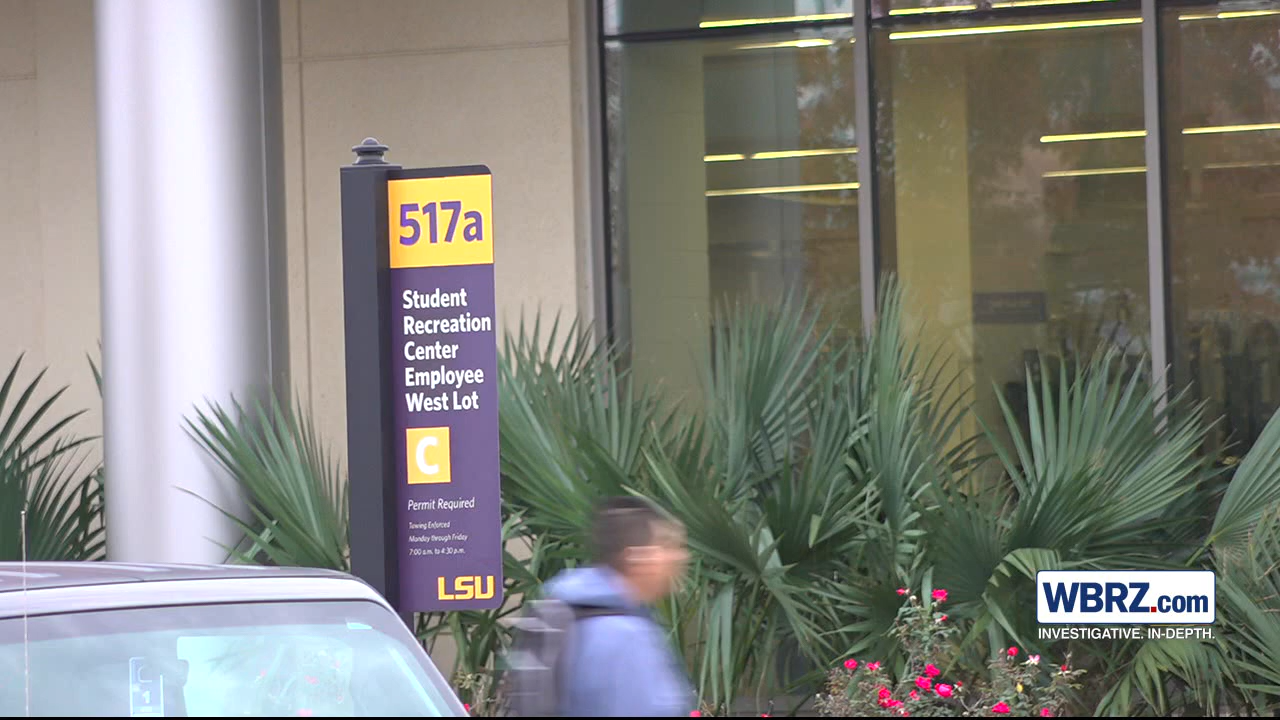 517a
Student
Recreation
Center
Employee
West Lot
C
Permit Required
Towing Enforced
Monday through Friday
7:00 a.m. to 4:30 p.m.
LSU
1
WBRZ.com
INVESTIGATIVE. IN-DEPTH.